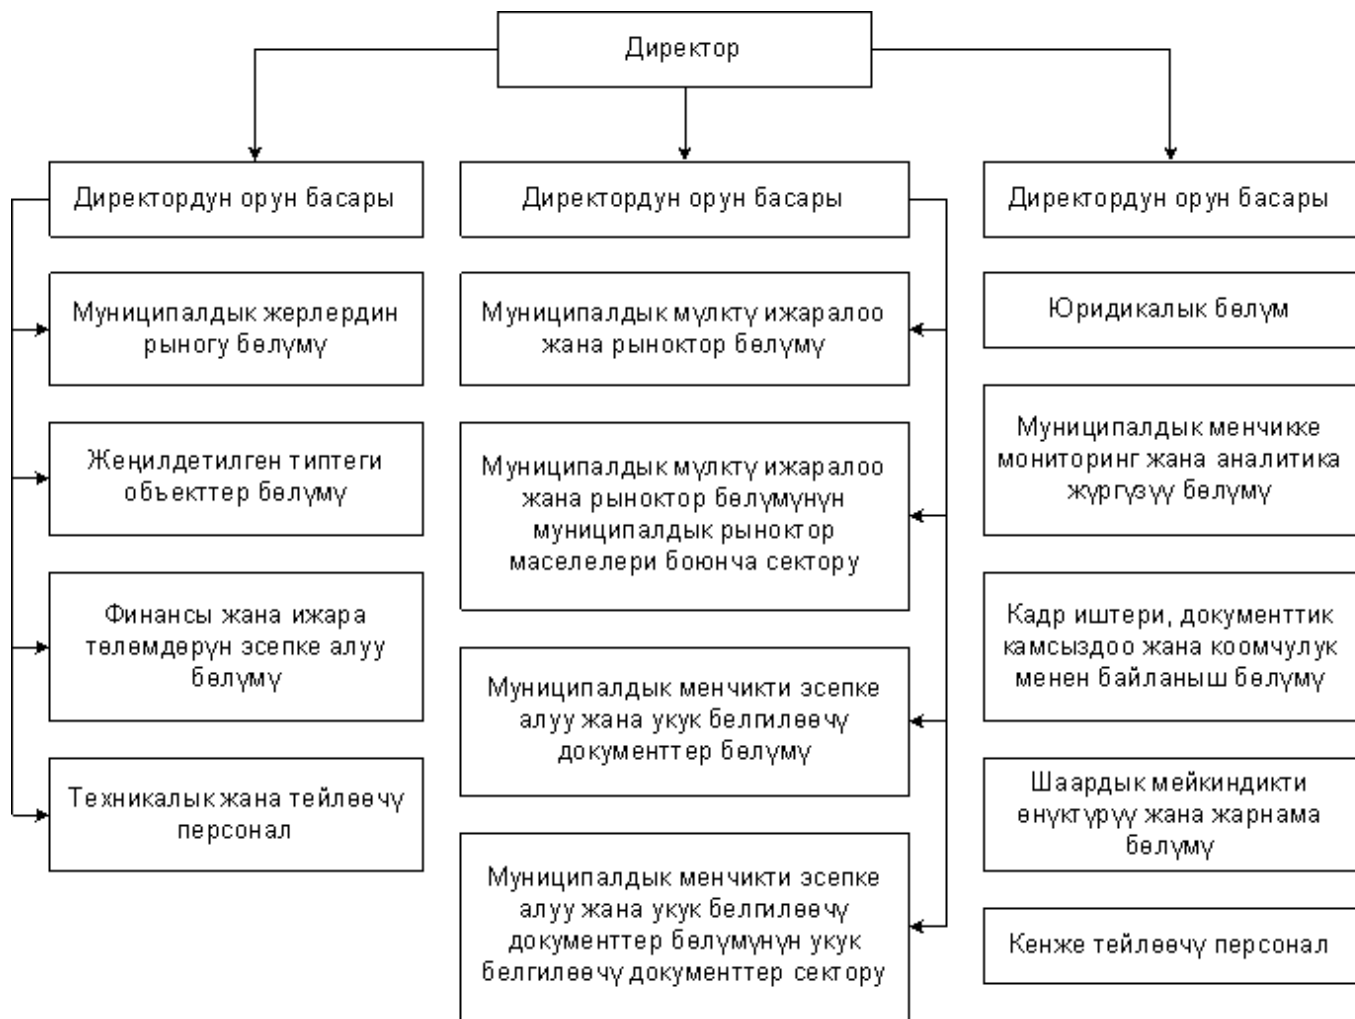 Директор
Директордун орун басары
Муниципалдык жерлердин
рыногу бөлүмү
Жеңилдетилген типтеги
объекттер бөлүмү
Финансы жана ижара
төлөмдөрүн эсепке алуу
бөлүмү
Техникалык жана тейлөөчү
персонал
Директордун орун басары
Муниципалдык мүлктү ижаралоо
жана рыноктор бөлүмү
Муниципалдык мүлктү ижаралоо
жана рыноктор бөлүмүнүн
муниципалдык рыноктор
маселелери боюнча сектору
Муниципалдык менчикти эсепке
алуу жана укук белгилөөчү
документтер бөлүмү
Муниципалдык менчикти эсепке
алуу жана укук белгилөөчү
документтер бөлүмүнүн укук
белгилөөчү документтер сектору
Директордун орун басары
Юридикалык бөлүм
Муниципалдык менчикке
мониторинг жана аналитика
жүргүзүү бөлүмү
Кадр иштери, документтик
камсыздоо жана коомчулук
менен байланыш бөлүмү
Шаардык мейкиндикти
өнүктүрүү жана жарнама
бөлүмү
Кенже тейлөөчү персонал